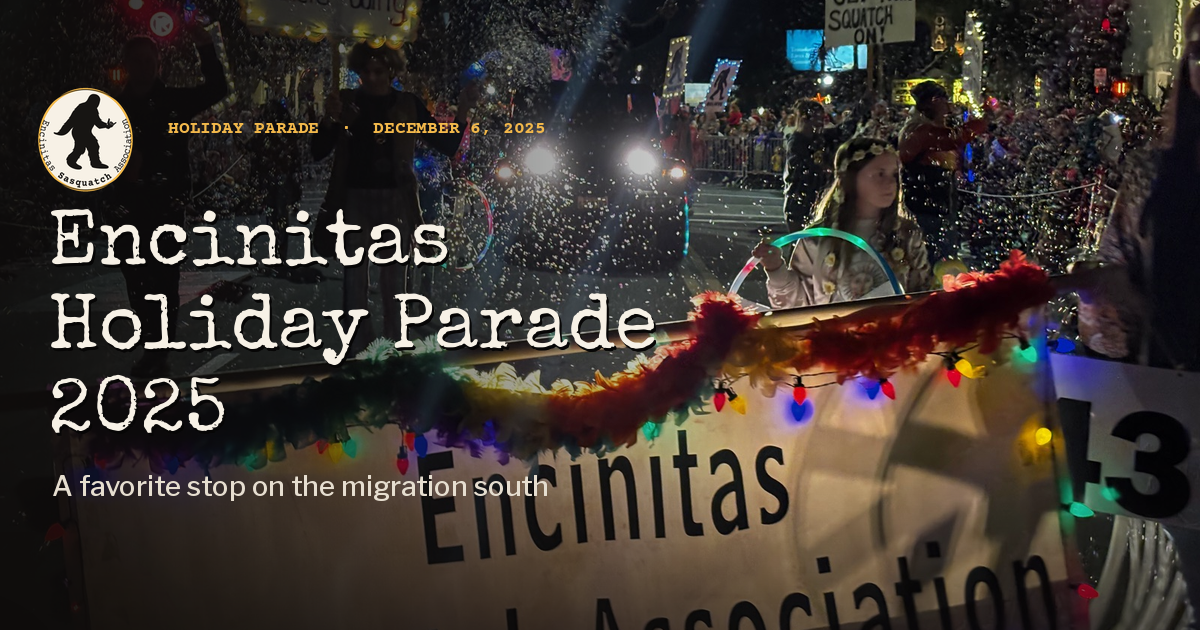 SQUATCH
ON!
Encinitas Sasquatch Association
HOLIDAY PARADE · DECEMBER 6, 2025
Encinitas
Holiday Parade
2025
A favorite stop on the migration south
Encinitas
Association
43